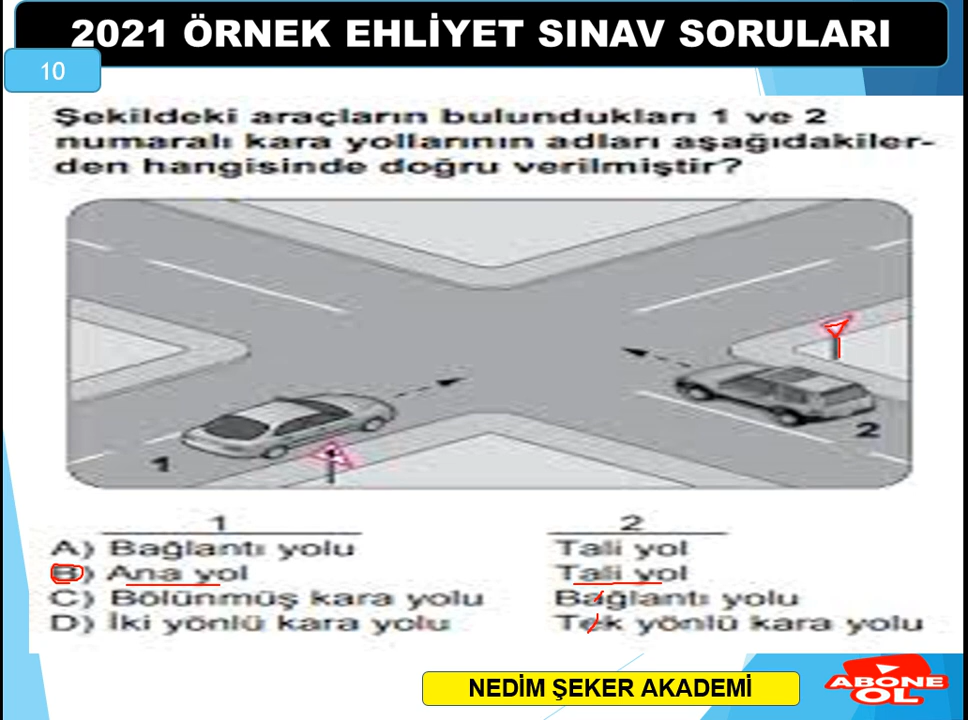 2021 ÖRNEK EHLİYET SINAV SORULARI
10
Şekildeki araçların bulundukları 1 ve 2
numaralı kara yollarının adları aşağıdakiler-
den hangisinde doğru verilmiştir?
1
2
1 2
A) Bağlantı yolu Tali yol
B) Ana yol Tali yol
C) Bölünmüş kara yolu Bağlantı yolu
D) İki yönlü kara yolu Tek yönlü kara yolu
NEDİM ŞEKER AKADEMİ
ABONE
OL